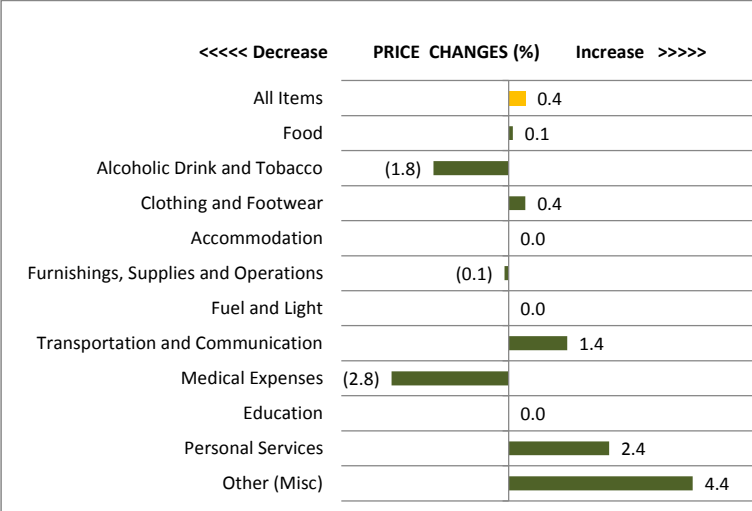 <<<<< Decrease PRICE CHANGES (%) Increase >>>>>
All Items 0.4
Food 0.1
Alcoholic Drink and Tobacco (1.8)
Clothing and Footwear 0.4
Accommodation 0.0
Furnishings, Supplies and Operations (0.1)
Fuel and Light 0.0
Transportation and Communication 1.4
Medical Expenses (2.8)
Education 0.0
Personal Services 2.4
Other (Misc) 4.4